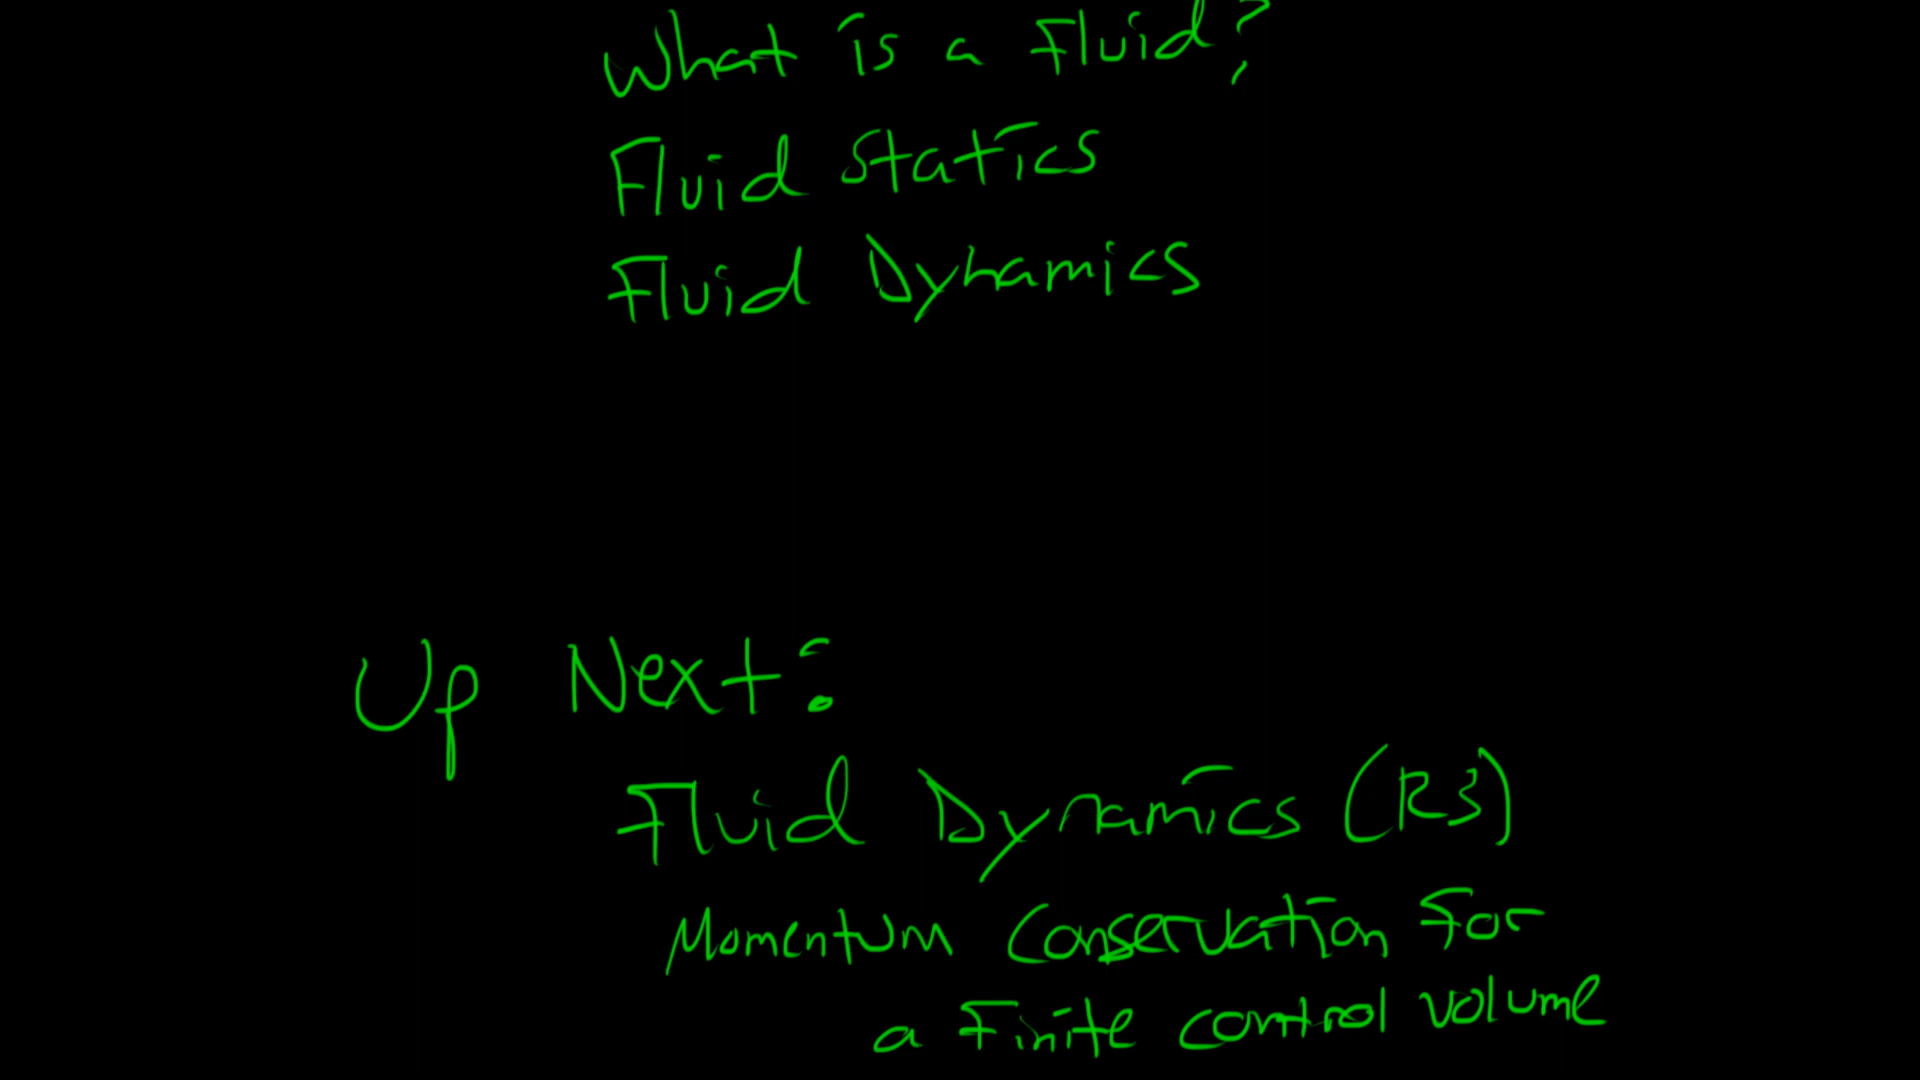 What is a Fluid?
Fluid Statics
Fluid Dynamics
Up Next:
Fluid Dynamics (R3)
Momentum Conservation For
a Finite control volume